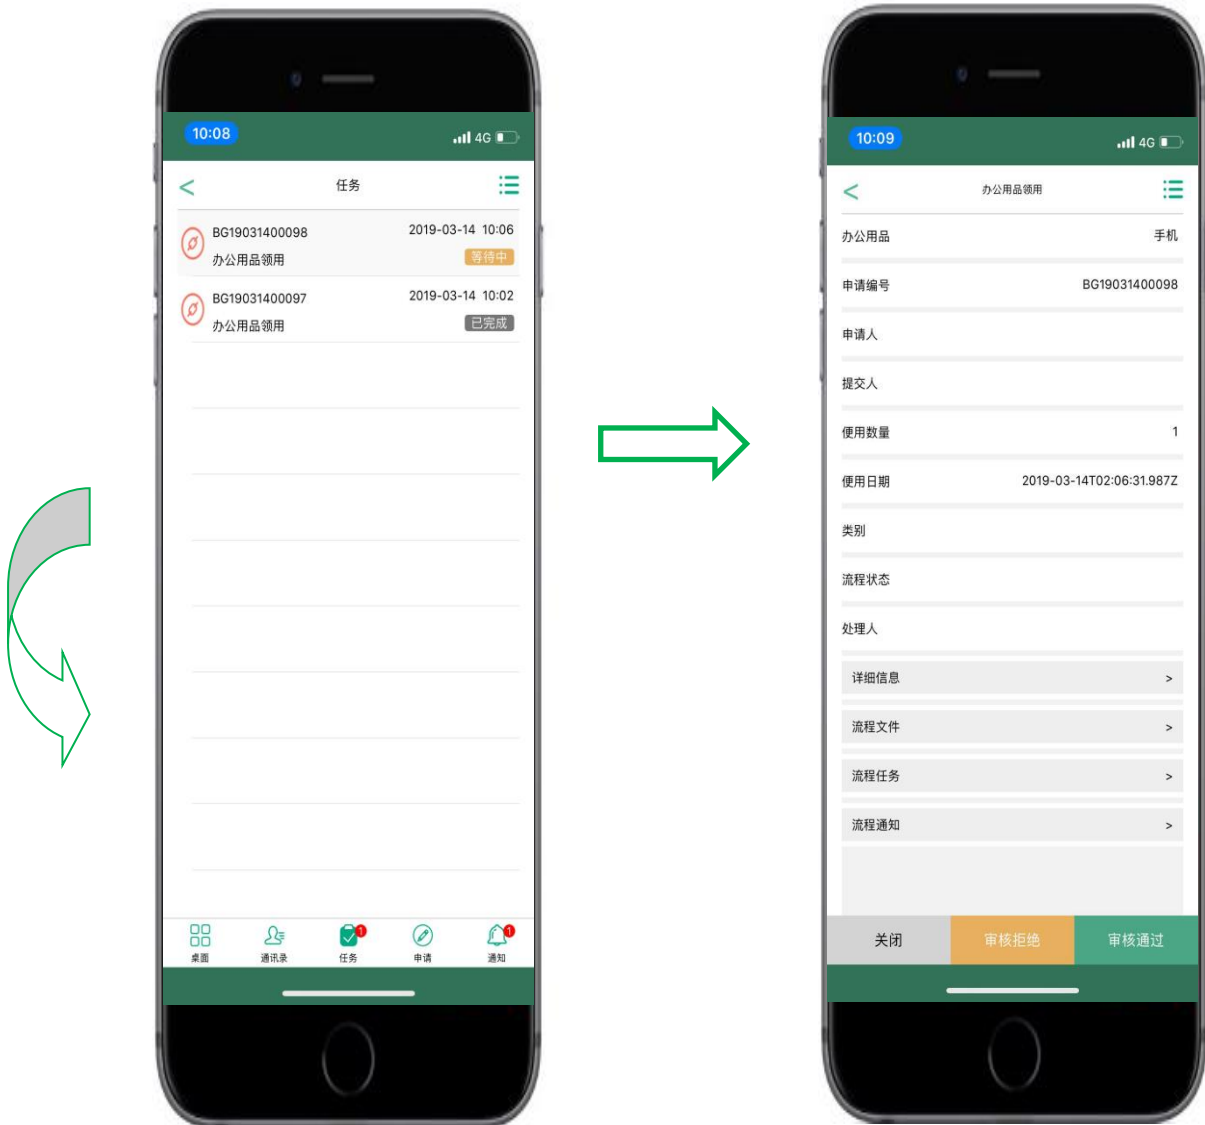 10:08
4G
<
任务
BG19031400098
2019-03-14 10:06
办公用品领用
等待中
BG19031400097
2019-03-14 10:02
办公用品领用
已完成
1
1
桌面
通讯录
任务
申请
通知
10:09
4G
<
办公用品领用
办公用品
手机
申请编号
BG19031400098
申请人
提交人
便用数量
1
便用日期
2019-03-14T02:06:31.987Z
类别
流程状态
处理人
详细信息 >
流程文件 >
流程任务 >
流程通知 >
关闭
审核拒绝
审核通过